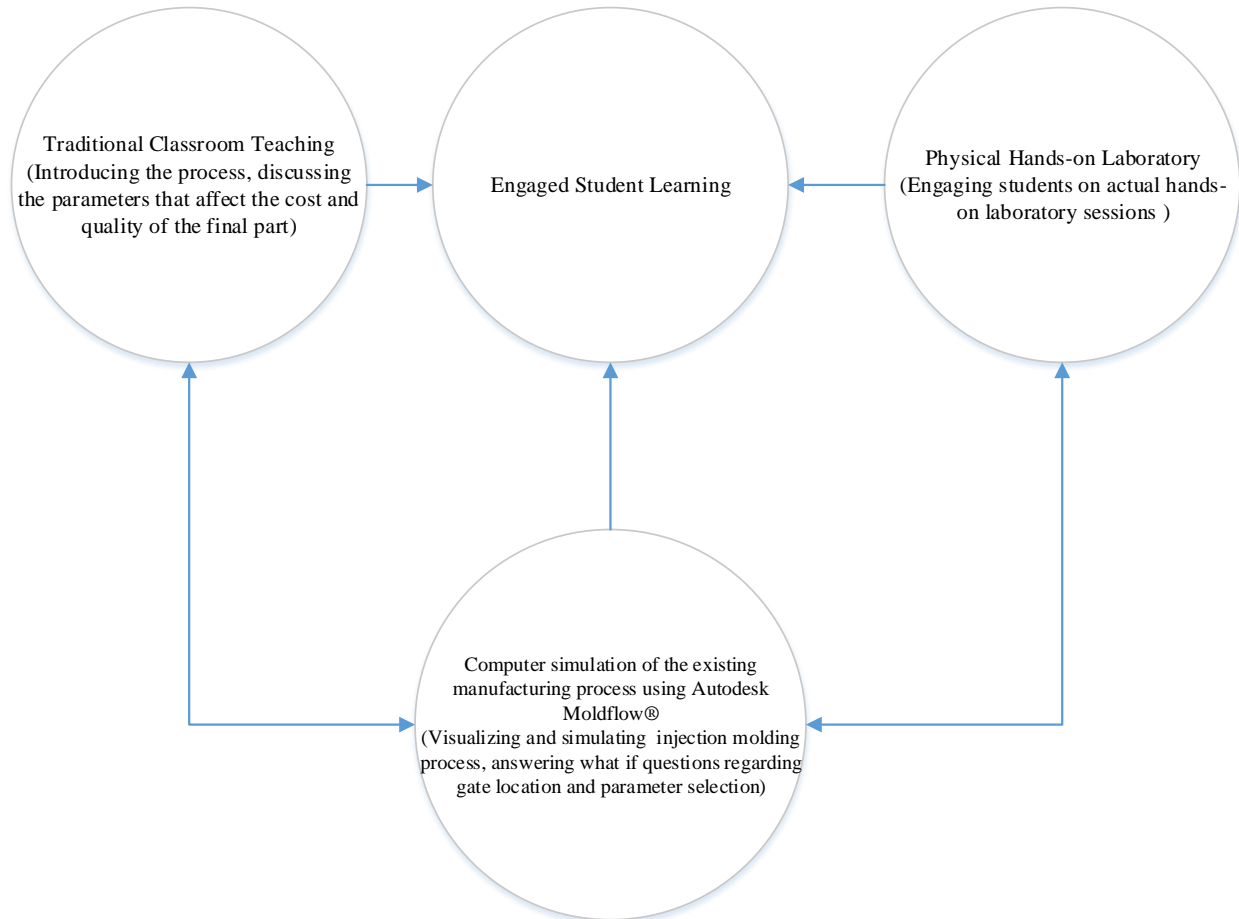 Traditional Classroom Teaching
(Introducing the process, discussing
the parameters that affect the cost and
quality of the final part)
Engaged Student Learning
Physical Hands-on Laboratory
(Engaging students on actual hands-
on laboratory sessions )
Computer simulation of the existing
manufacturing process using Autodesk
Moldflow®
(Visualizing and simulating  injection molding
process, answering what if questions regarding
gate location and parameter selection)